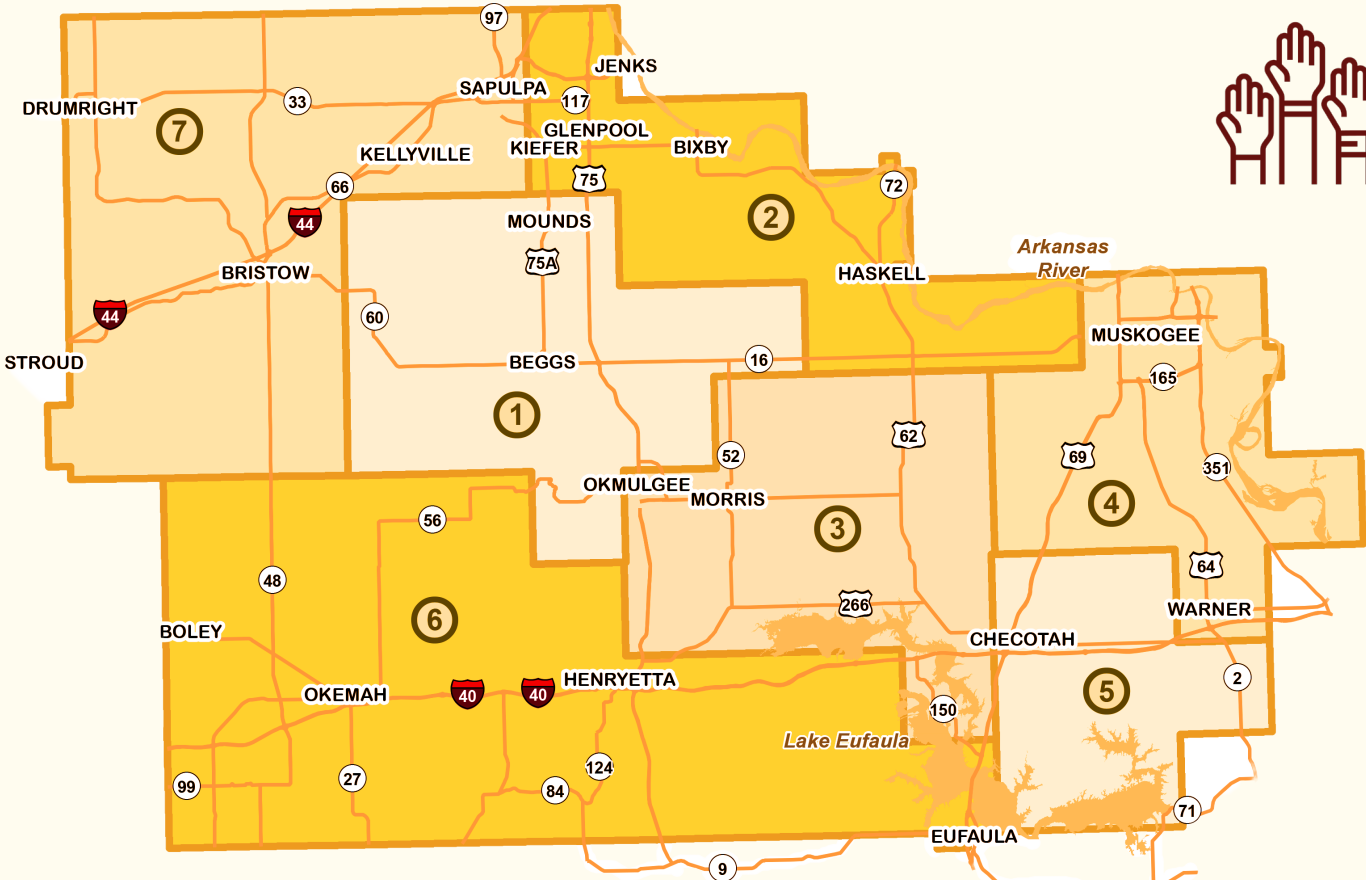 97
JENKS
SAPULPA
DRUMRIGHT
33
117
7
GLENPOOL
KIEFER
BIXBY
KELLYVILLE
75
66
72
44
MOUNDS
2
75A
Arkansas
River
BRISTOW
HASKELL
44
60
MUSKOGEE
STROUD
BEGGS
16
165
1
62
52
69
351
OKMULGEE
MORRIS
4
56
3
64
48
266
WARNER
6
BOLEY
CHECOTAH
HENRYETTA
2
OKEMAH
40
40
5
150
Lake Eufaula
124
27
99
84
71
EUFAULA
9